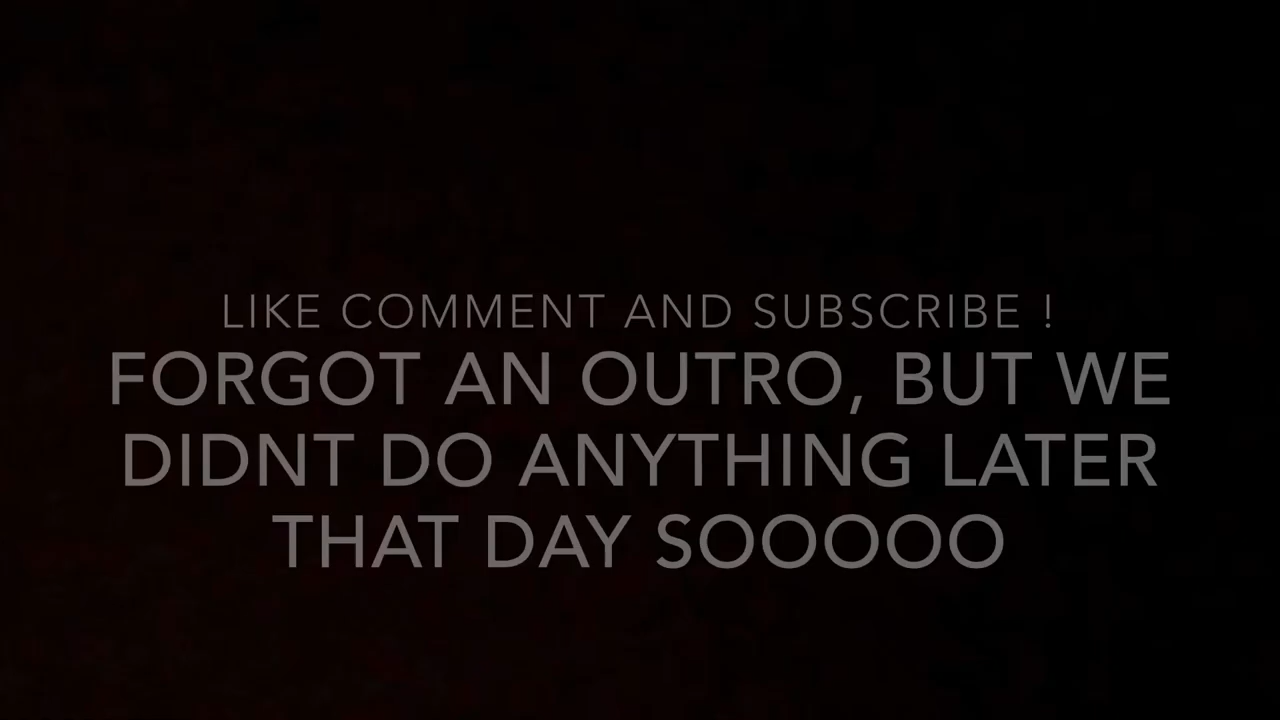 LIKE COMMENT AND SUBSCRIBE !
FORGOT AN OUTRO, BUT WE
DIDNT DO ANYTHING LATER
THAT DAY SOOOOO